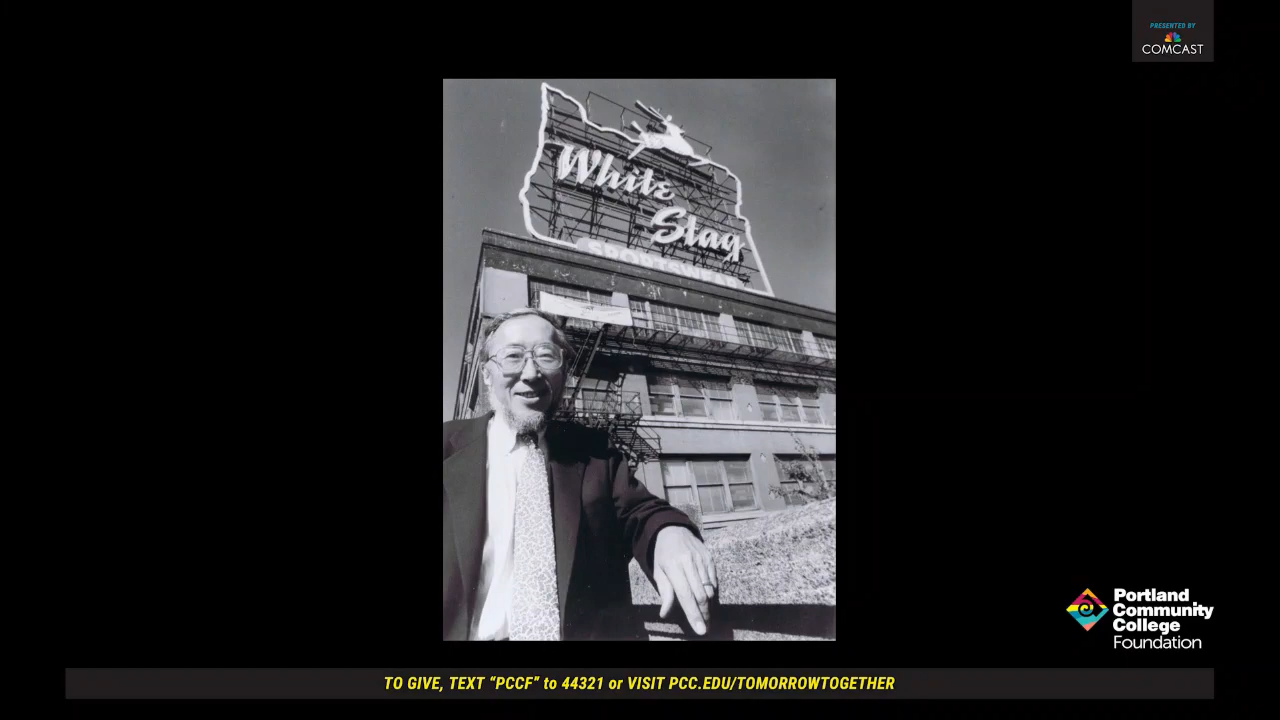 PRESENTED BY
COMCAST
White
Stag
SPORTSWEAR
Portland
Community
College
Foundation
TO GIVE, TEXT “PCCF” to 44321 or VISIT PCC.EDU/TOMORROWTOGETHER